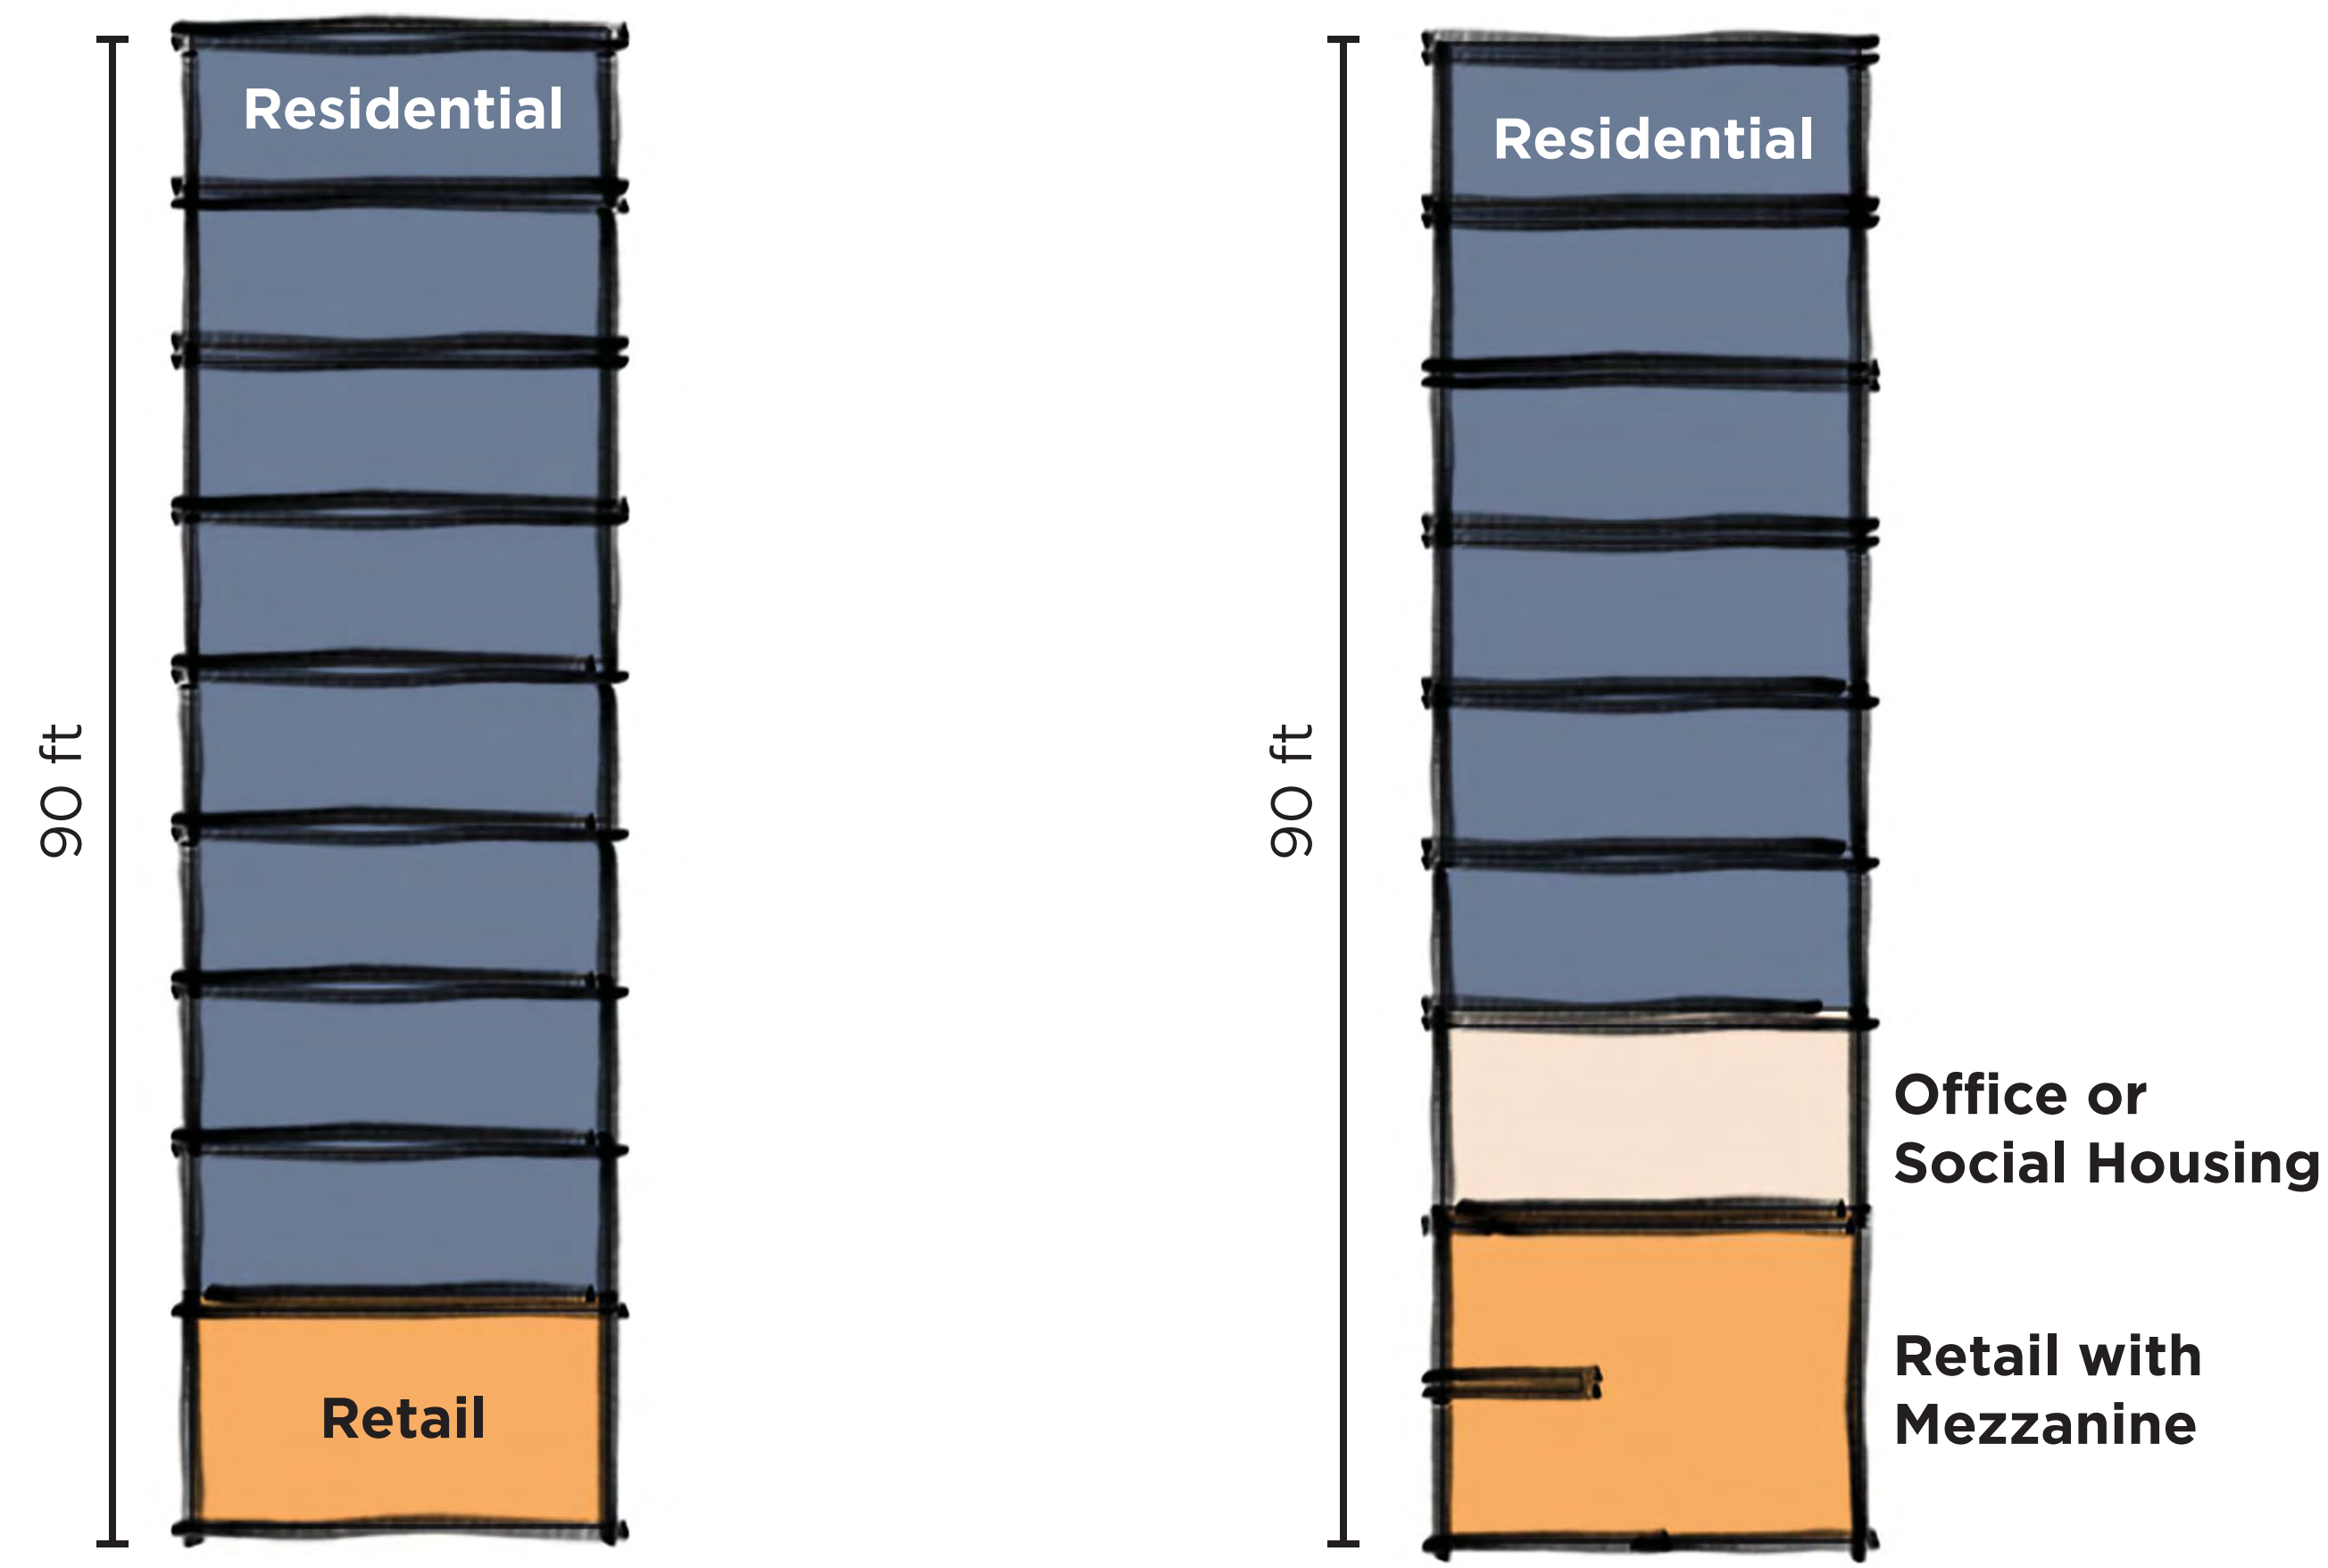 Residential
90 ft
Retail
Residential
90 ft
Office or
Social Housing
Retail with
Mezzanine